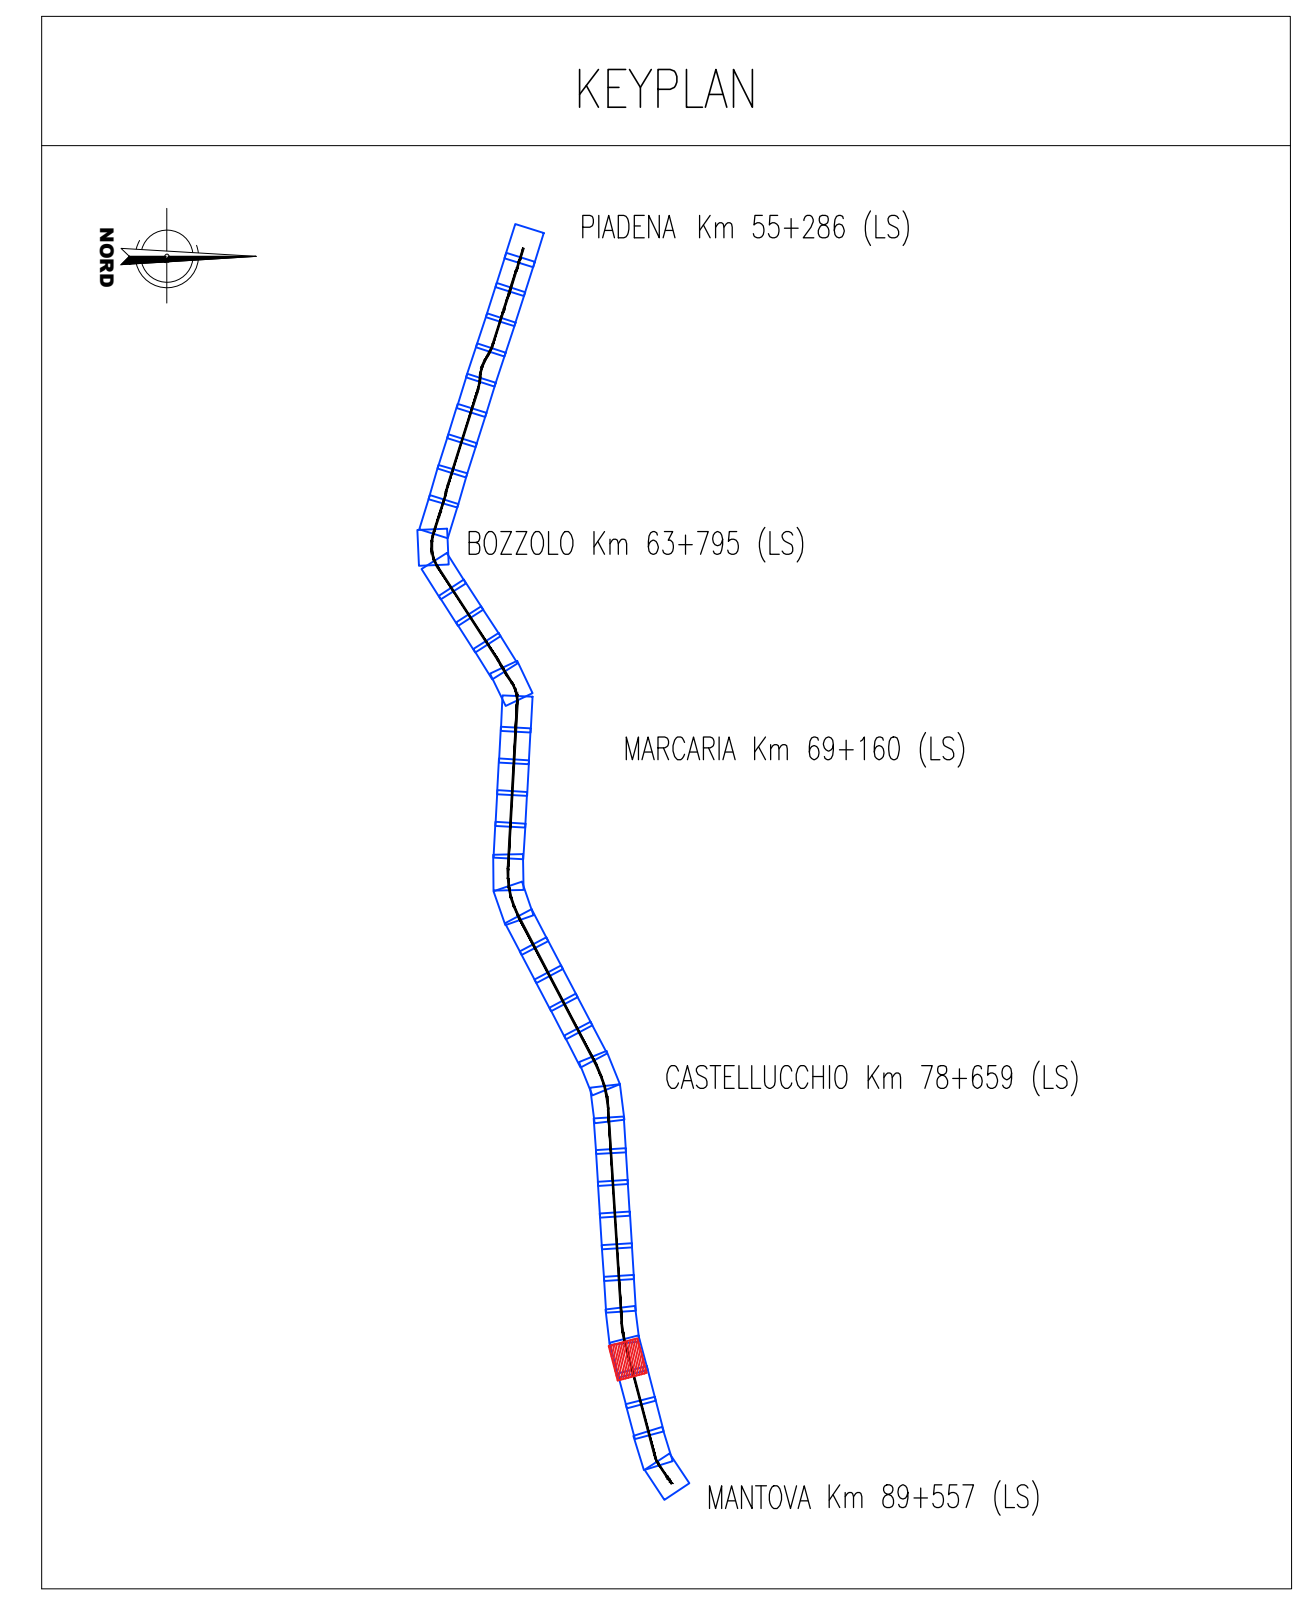 KEYPLAN
NORD
PIADENA Km 55+286 (LS)
BOZZOLO Km 63+795 (LS)
MARCARIA Km 69+160 (LS)
CASTELLUCCHIO Km 78+659 (LS)
MANTOVA Km 89+557 (LS)